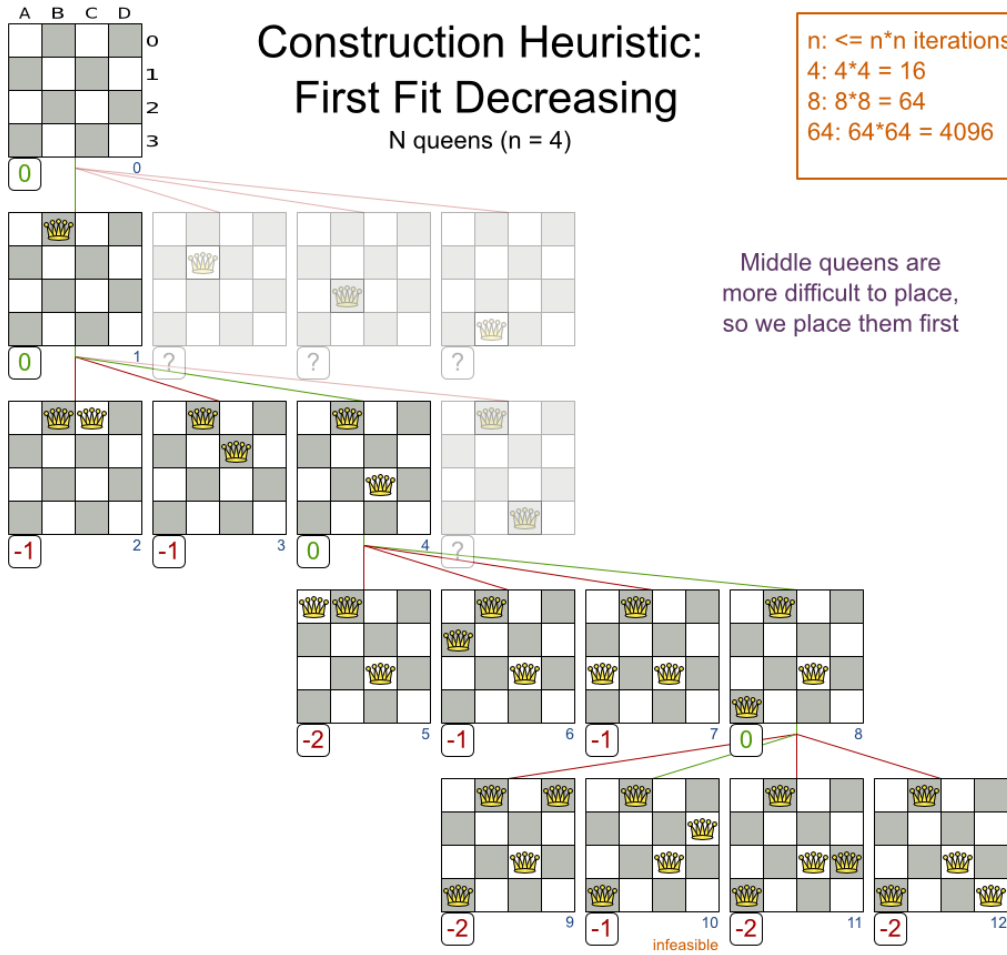 A B C D
0
1
2
3
Construction Heuristic:
First Fit Decreasing
N queens (n = 4)
n: <= n*n iterations
4: 4*4 = 16
8: 8*8 = 64
64: 64*64 = 4096
0 0
Middle queens are
more difficult to place,
so we place them first
0 1 ? ? ?
-1 2 -1 3 0 4 ?
-2 5 -1 6 -1 7 0 8
-2 9 -1 10 -2 11 -2 12
infeasible